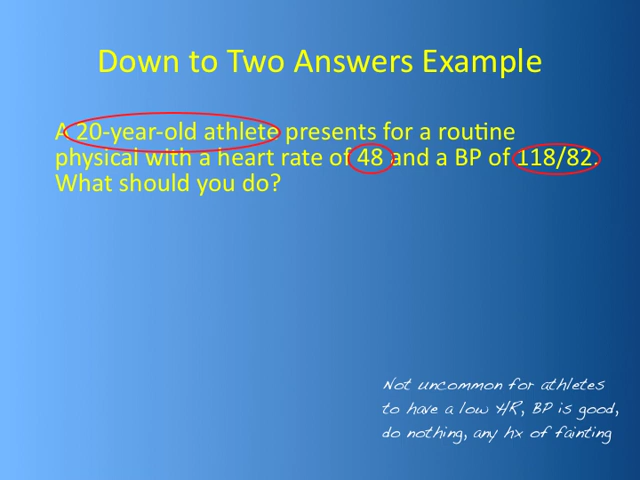 Down to Two Answers Example
A 20-year-old athlete presents for a routine
physical with a heart rate of 48 and a BP of 118/82.
What should you do?
Not uncommon for athletes
to have a low HR, BP is good,
do nothing, any hx of fainting